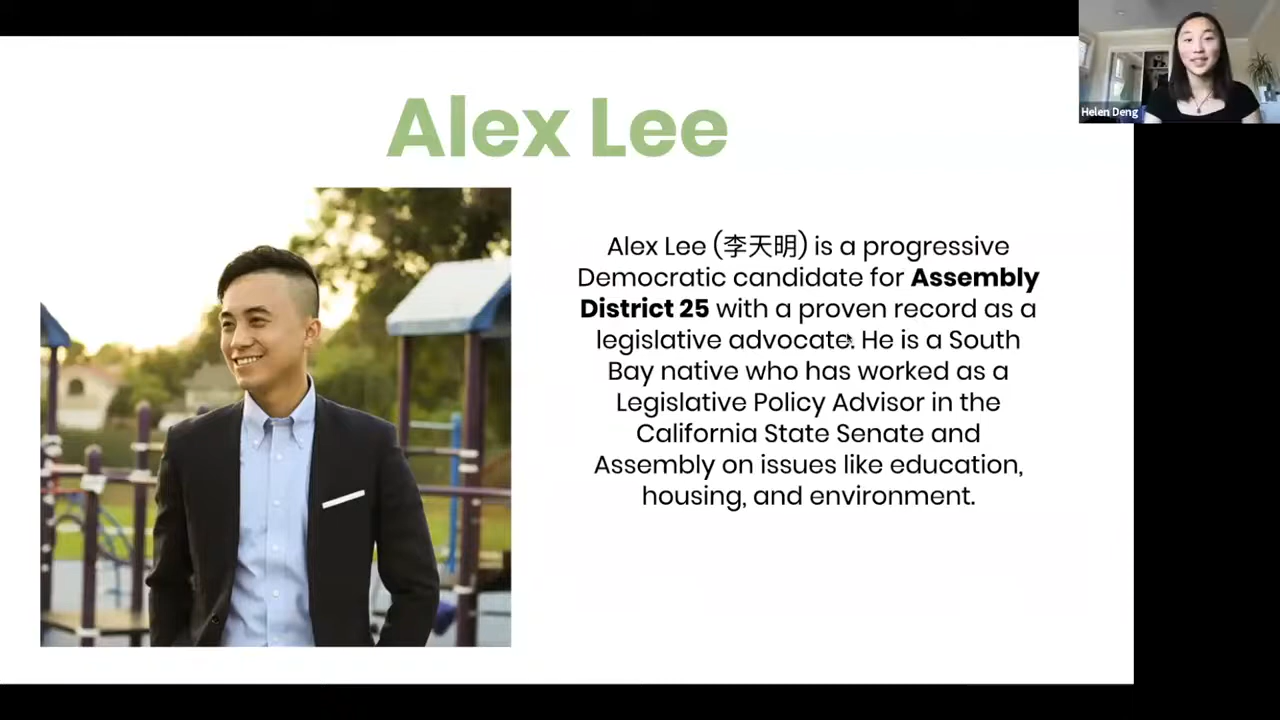 Alex Lee
Helen Deng
Alex Lee (李天明) is a progressive
Democratic candidate for Assembly
District 25 with a proven record as a
legislative advocate. He is a South
Bay native who has worked as a
Legislative Policy Advisor in the
California State Senate and
Assembly on issues like education,
housing, and environment.